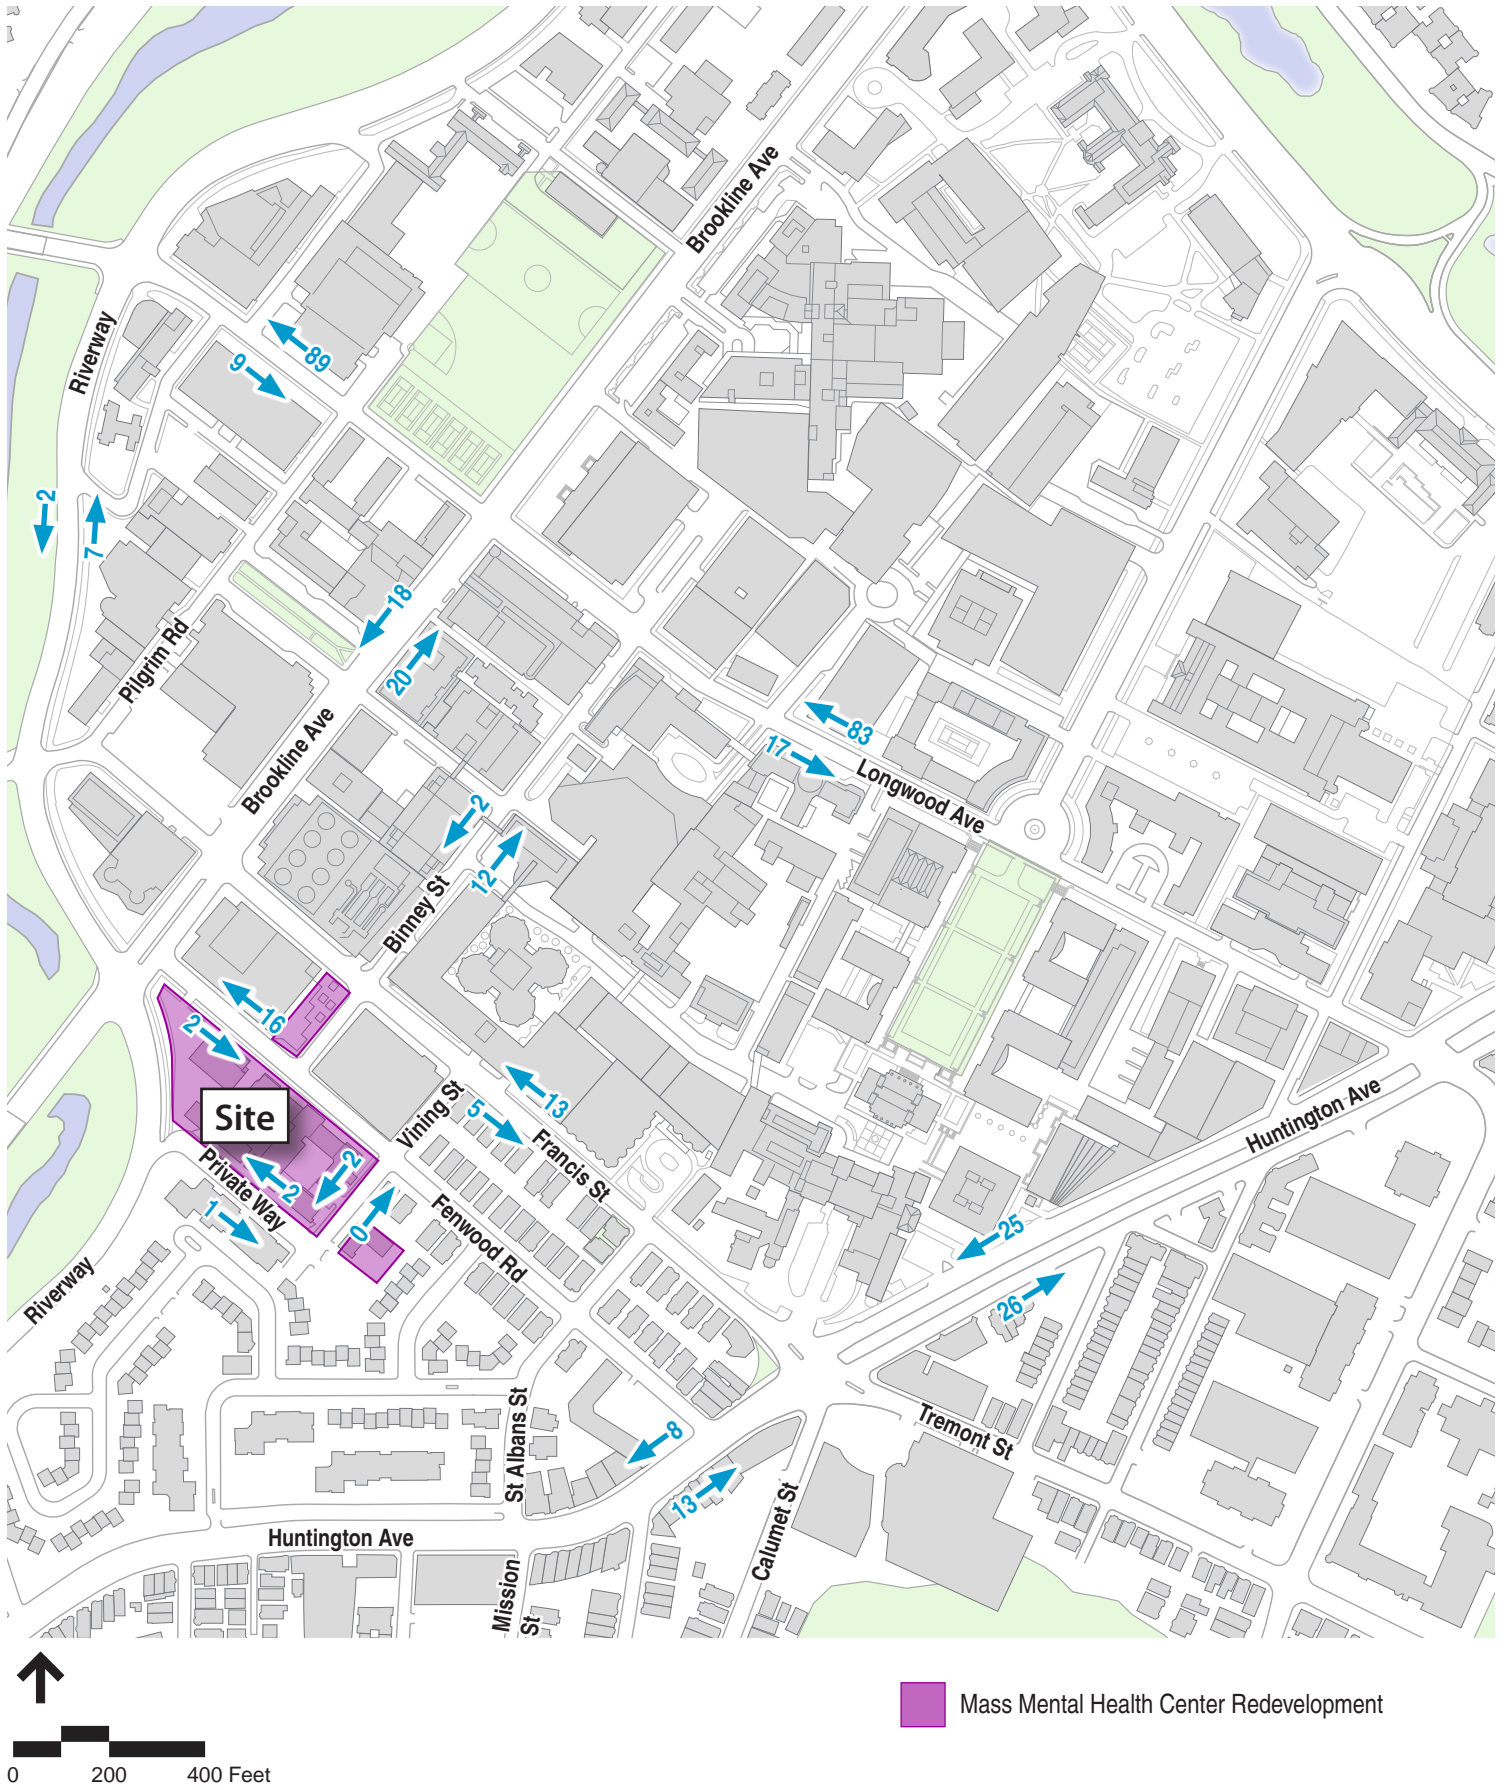 Brookline Ave
Riverway
89
9
2
7
18
20
Pilgrim Rd
Brookline Ave
83
17
Longwood Ave
2
12
Binney St
16
2
Site
Vining St
13
5
Francis St
Huntington Ave
Private Way
2
2
1
0
Fenwood Rd
25
26
Riverway
St Albans St
8
13
Tremont St
Calumet St
Huntington Ave
Mission
St
Mass Mental Health Center Redevelopment
0 200 400 Feet